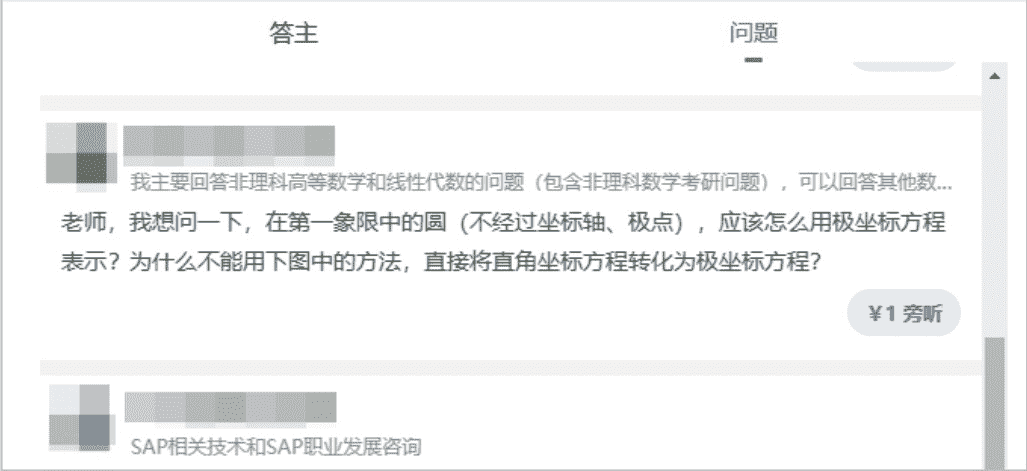 答主
问题
我主要回答非理科高等数学和线性代数的问题（包含非理科数学考研问题），可以回答其他数...
老师，我想问一下，在第一象限中的圆（不经过坐标轴、极点），应该怎么用极坐标方程
表示？为什么不能用下图中的方法，直接将直角坐标方程转化为极坐标方程？
￥1 旁听
SAP相关技术和SAP职业发展咨询